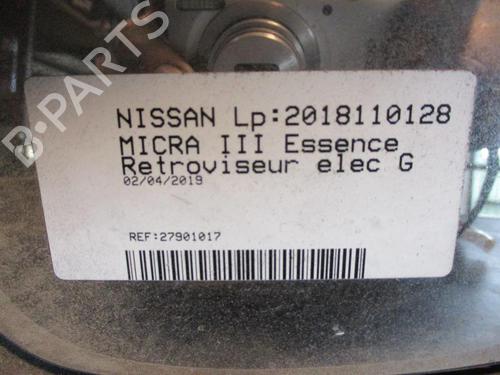 B-PARTS
NISSAN Lp:2018110128
MICRA III Essence
Retroviseur elec G
02/04/2019
REF:27901017